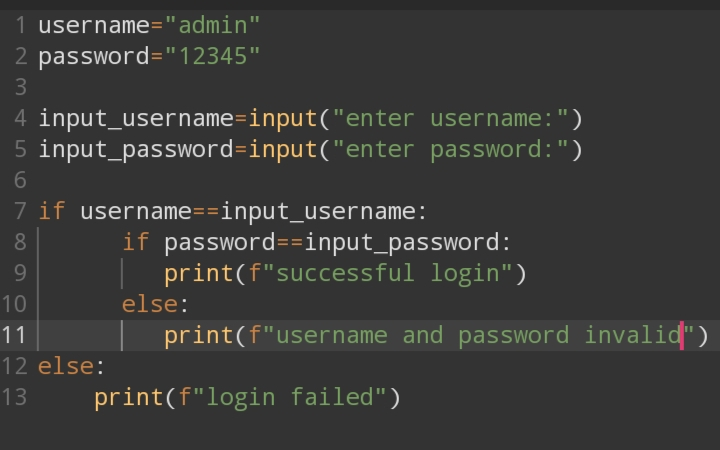 1 username="admin"
2 password="12345"
3
4 input_username=input("enter username:")
5 input_password=input("enter password:")
6
7 if username==input_username:
8       if password==input_password:
9          print(f"successful login")
10       else:
11          print(f"username and password invalid")
12 else:
13     print(f"login failed")